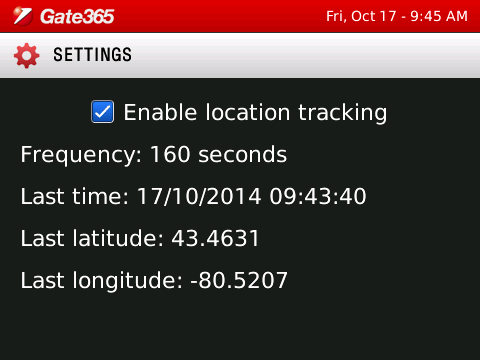 Gate365
Fri, Oct 17 - 9:45 AM
SETTINGS
Enable location tracking
Frequency: 160 seconds
Last time: 17/10/2014 09:43:40
Last latitude: 43.4631
Last longitude: -80.5207